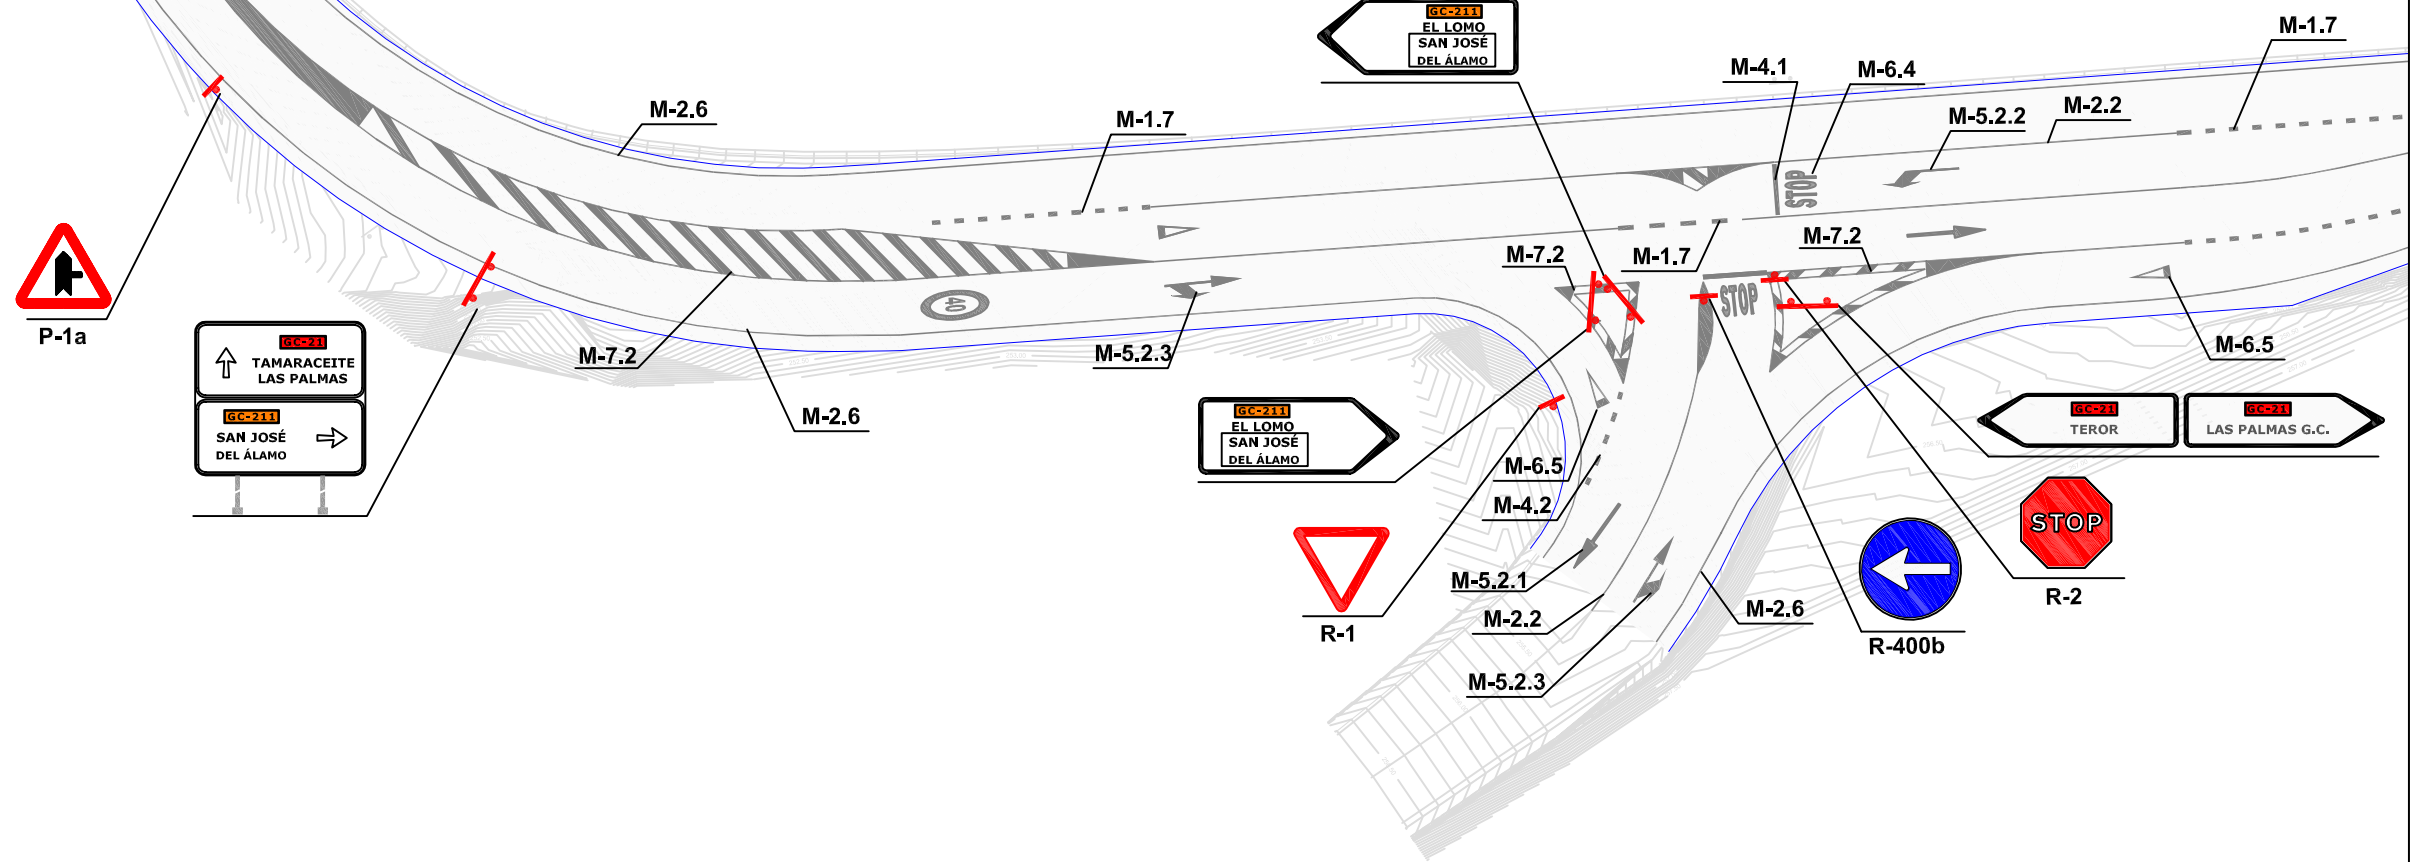 GC-211
EL LOMO
SAN JOSÉ
DEL ÁLAMO
M-1.7
M-4.1
M-6.4
M-2.6
M-1.7
M-5.2.2
M-2.2
M-7.2
M-1.7
M-7.2
STOP
STOP
40
P-1a
GC-21
TAMARACEITE
LAS PALMAS
GC-211
SAN JOSÉ
DEL ÁLAMO
M-7.2
M-5.2.3
M-6.5
M-2.6
GC-211
EL LOMO
SAN JOSÉ
DEL ÁLAMO
GC-21
TEROR
GC-21
LAS PALMAS G.C.
M-6.5
M-4.2
STOP
M-5.2.1
M-2.2
R-1
M-2.6
R-2
R-400b
M-5.2.3